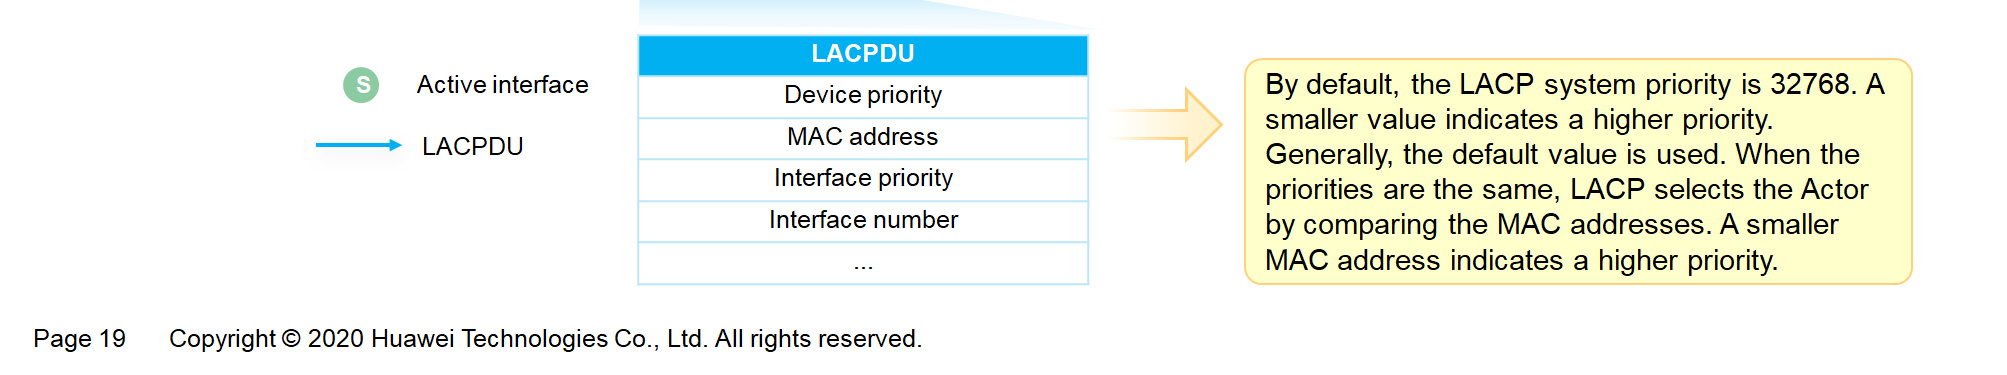 S Active interface
LACPDU
LACPDU
Device priority
MAC address
Interface priority
Interface number
...
By default, the LACP system priority is 32768. A
smaller value indicates a higher priority.
Generally, the default value is used. When the
priorities are the same, LACP selects the Actor
by comparing the MAC addresses. A smaller
MAC address indicates a higher priority.
Page 19 Copyright © 2020 Huawei Technologies Co., Ltd. All rights reserved.